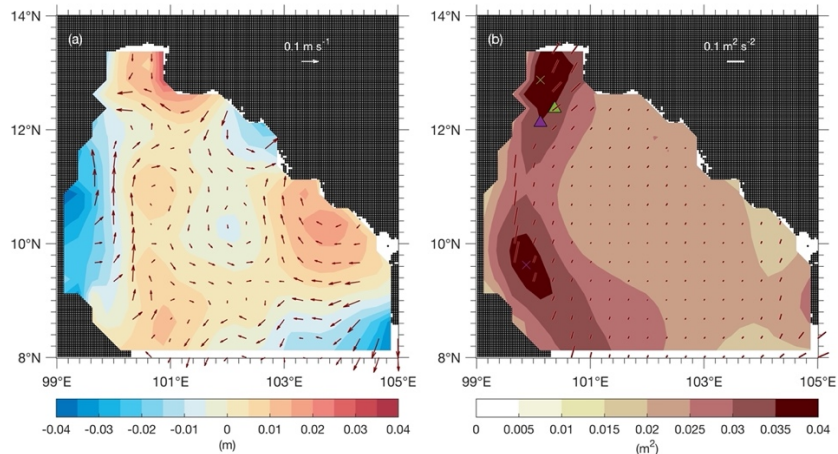 14°N
12°N
10°N
8°N
(a)
0.1 m s⁻¹
99°E 101°E 103°E 105°E
-0.04 -0.03 -0.02 -0.01 0 0.01 0.02 0.03 0.04
(m)
14°N
12°N
10°N
8°N
(b)
0.1 m² s⁻²
99°E 101°E 103°E 105°E
0 0.005 0.01 0.015 0.02 0.025 0.03 0.035 0.04
(m²)